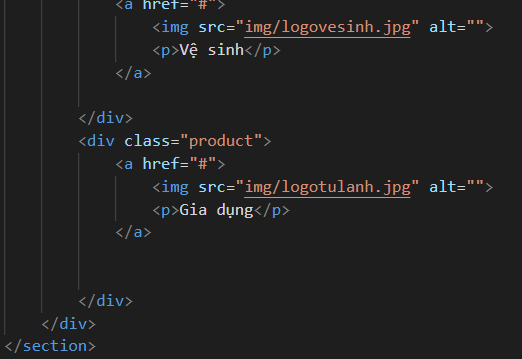 <a href="#">
<img src="img/logovesinh.jpg" alt="">
<p>Vệ sinh</p>
</a>
</div>
<div class="product">
<a href="#">
<img src="img/logotulanh.jpg" alt="">
<p>Gia dụng</p>
</a>
</div>
</div>
</section>